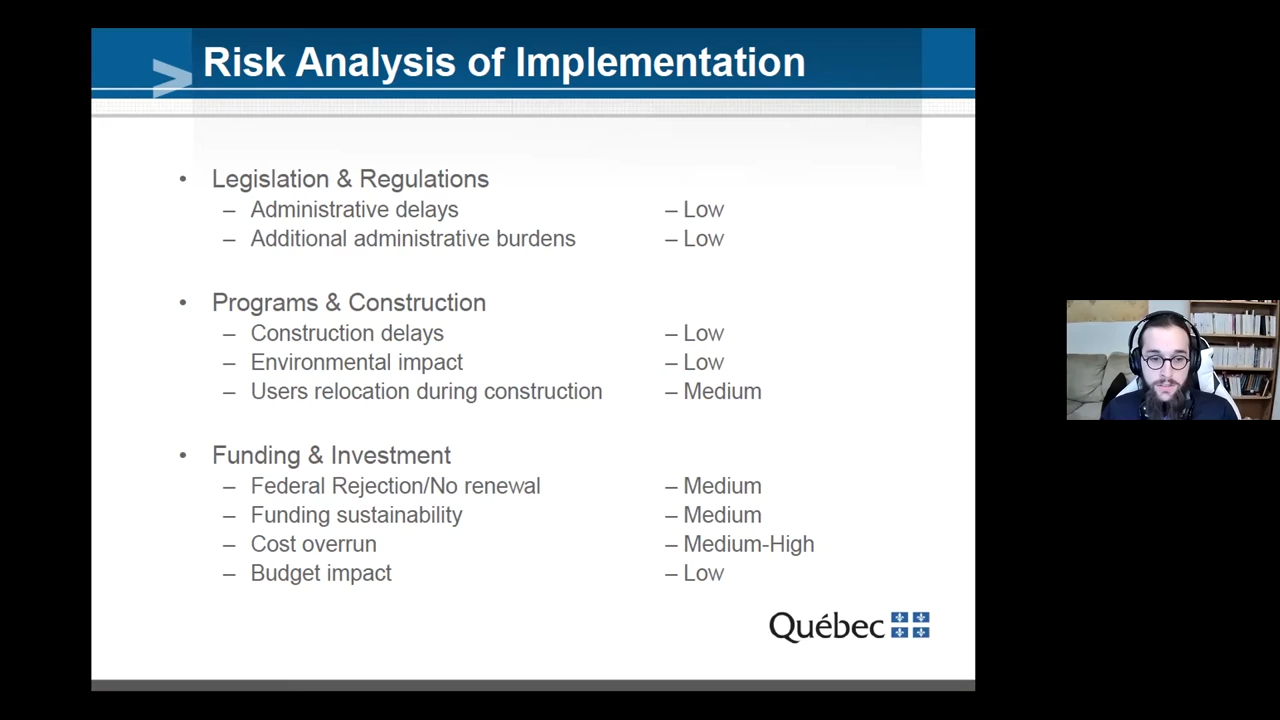 > Risk Analysis of Implementation
• Legislation & Regulations
– Administrative delays – Low
– Additional administrative burdens – Low
• Programs & Construction
– Construction delays – Low
– Environmental impact – Low
– Users relocation during construction – Medium
• Funding & Investment
– Federal Rejection/No renewal – Medium
– Funding sustainability – Medium
– Cost overrun – Medium-High
– Budget impact – Low
Québec